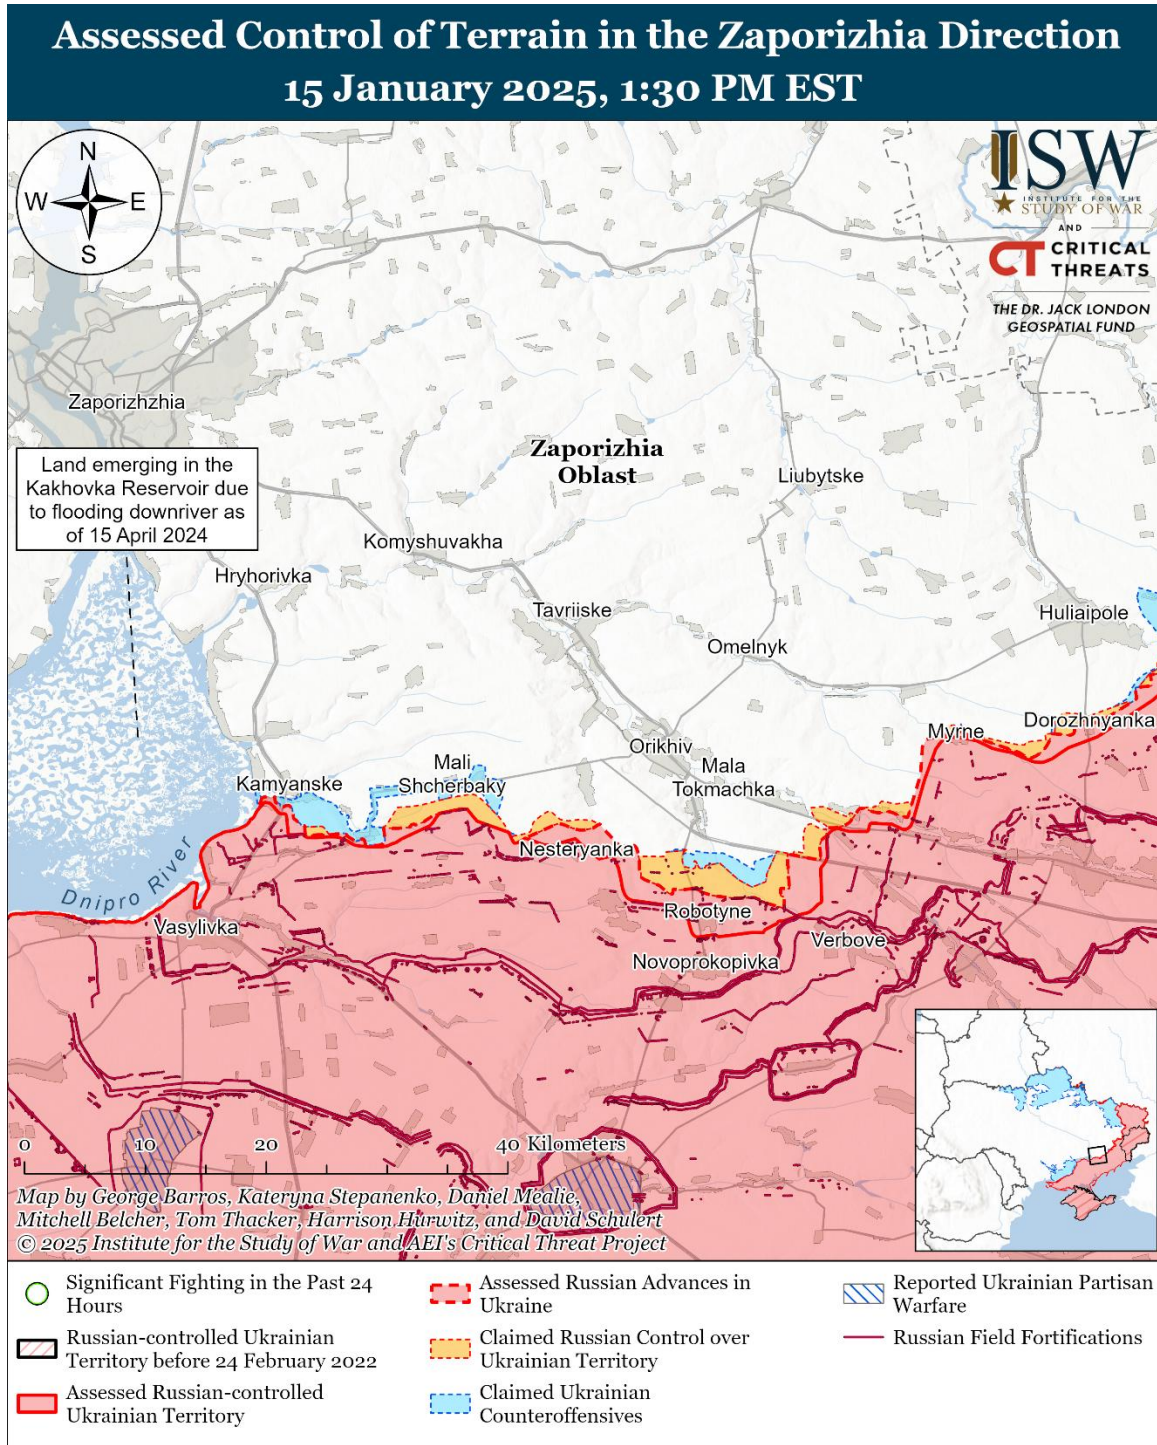 Assessed Control of Terrain in the Zaporizhia Direction
15 January 2025, 1:30 PM EST
N
W
E
S
ISW
INSTITUTE FOR THE
STUDY OF WAR
AND
CT CRITICAL
THREATS
THE DR. JACK LONDON
GEOSPATIAL FUND
Zaporizhzhia
Land emerging in the
Kakhovka Reservoir due
to flooding downriver as
of 15 April 2024
Zaporizhia
Oblast
Liubytske
Komyshuvakha
Hryhorivka
Tavriiske
Huliaipole
Omelnyk
Dorozhnyanka
Myrne
Orikhiv
Mali
Shcherbaky
Mala
Tokmachka
Kamyanske
Nesteryanka
Dnipro River
Robotyne
Vasylivka
Verbove
Novoprokopivka
0 10 20 40 Kilometers
Map by George Barros, Kateryna Stepanenko, Daniel Mealie,
Mitchell Belcher, Tom Thacker, Harrison Hurwitz, and David Schulert
© 2025 Institute for the Study of War and AEI's Critical Threat Project
Significant Fighting in the Past 24
Hours
Russian-controlled Ukrainian
Territory before 24 February 2022
Assessed Russian-controlled
Ukrainian Territory
Assessed Russian Advances in
Ukraine
Claimed Russian Control over
Ukrainian Territory
Claimed Ukrainian
Counteroffensives
Reported Ukrainian Partisan
Warfare
Russian Field Fortifications